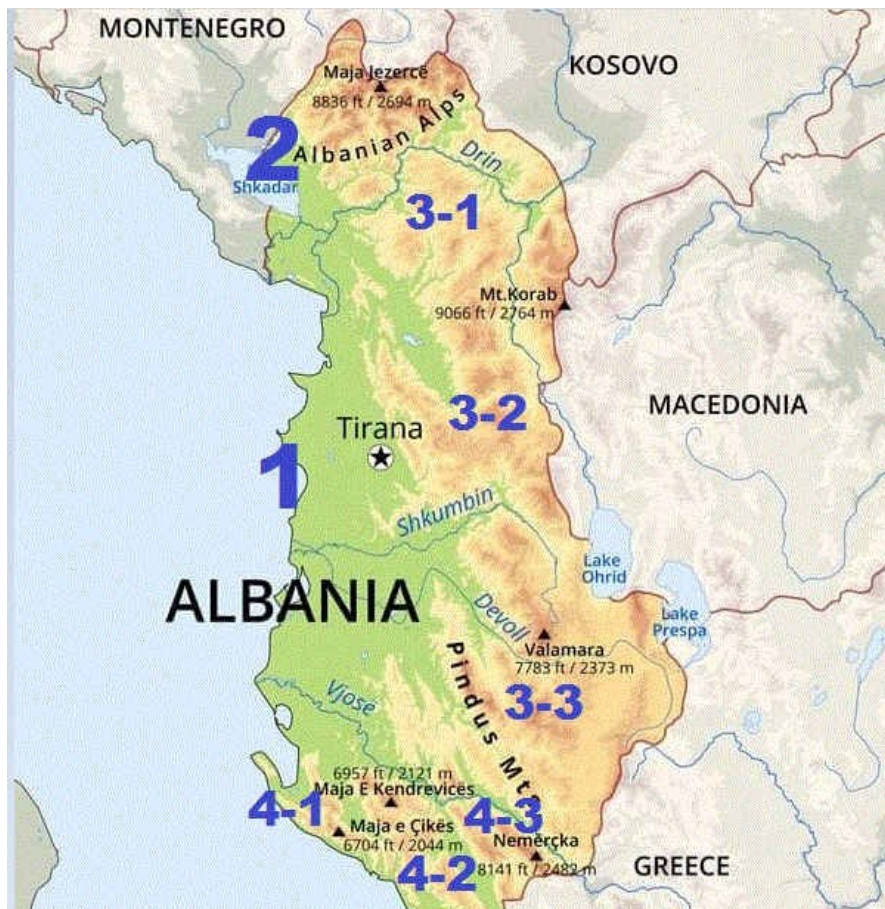 MONTENEGRO
KOSOVO
Maja Jezercë
8836 ft / 2694 m
Albanian Alps
2
Shkadar
Drin
3-1
Mt.Korab
9066 ft / 2764 m
3-2
MACEDONIA
Tirana
1
Shkumbin
Lake
Ohrid
ALBANIA
Lake
Prespa
Devoll
Valamara
7783 ft / 2373 m
Pindus Mts
3-3
Vjosë
6957 ft / 2121 m
Maja E Kendrevicës
4-1
4-3
Maja e Çikës
6704 ft / 2044 m
Nemërçka
8141 ft / 2482 m
4-2
GREECE